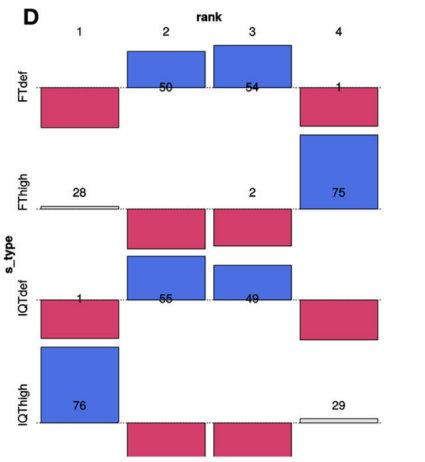 D
rank
1 2 3 4
FTdef
50 54 1
FThigh
28 2 75
s_type
IQTdef
1 55 49
IQThigh
76 29